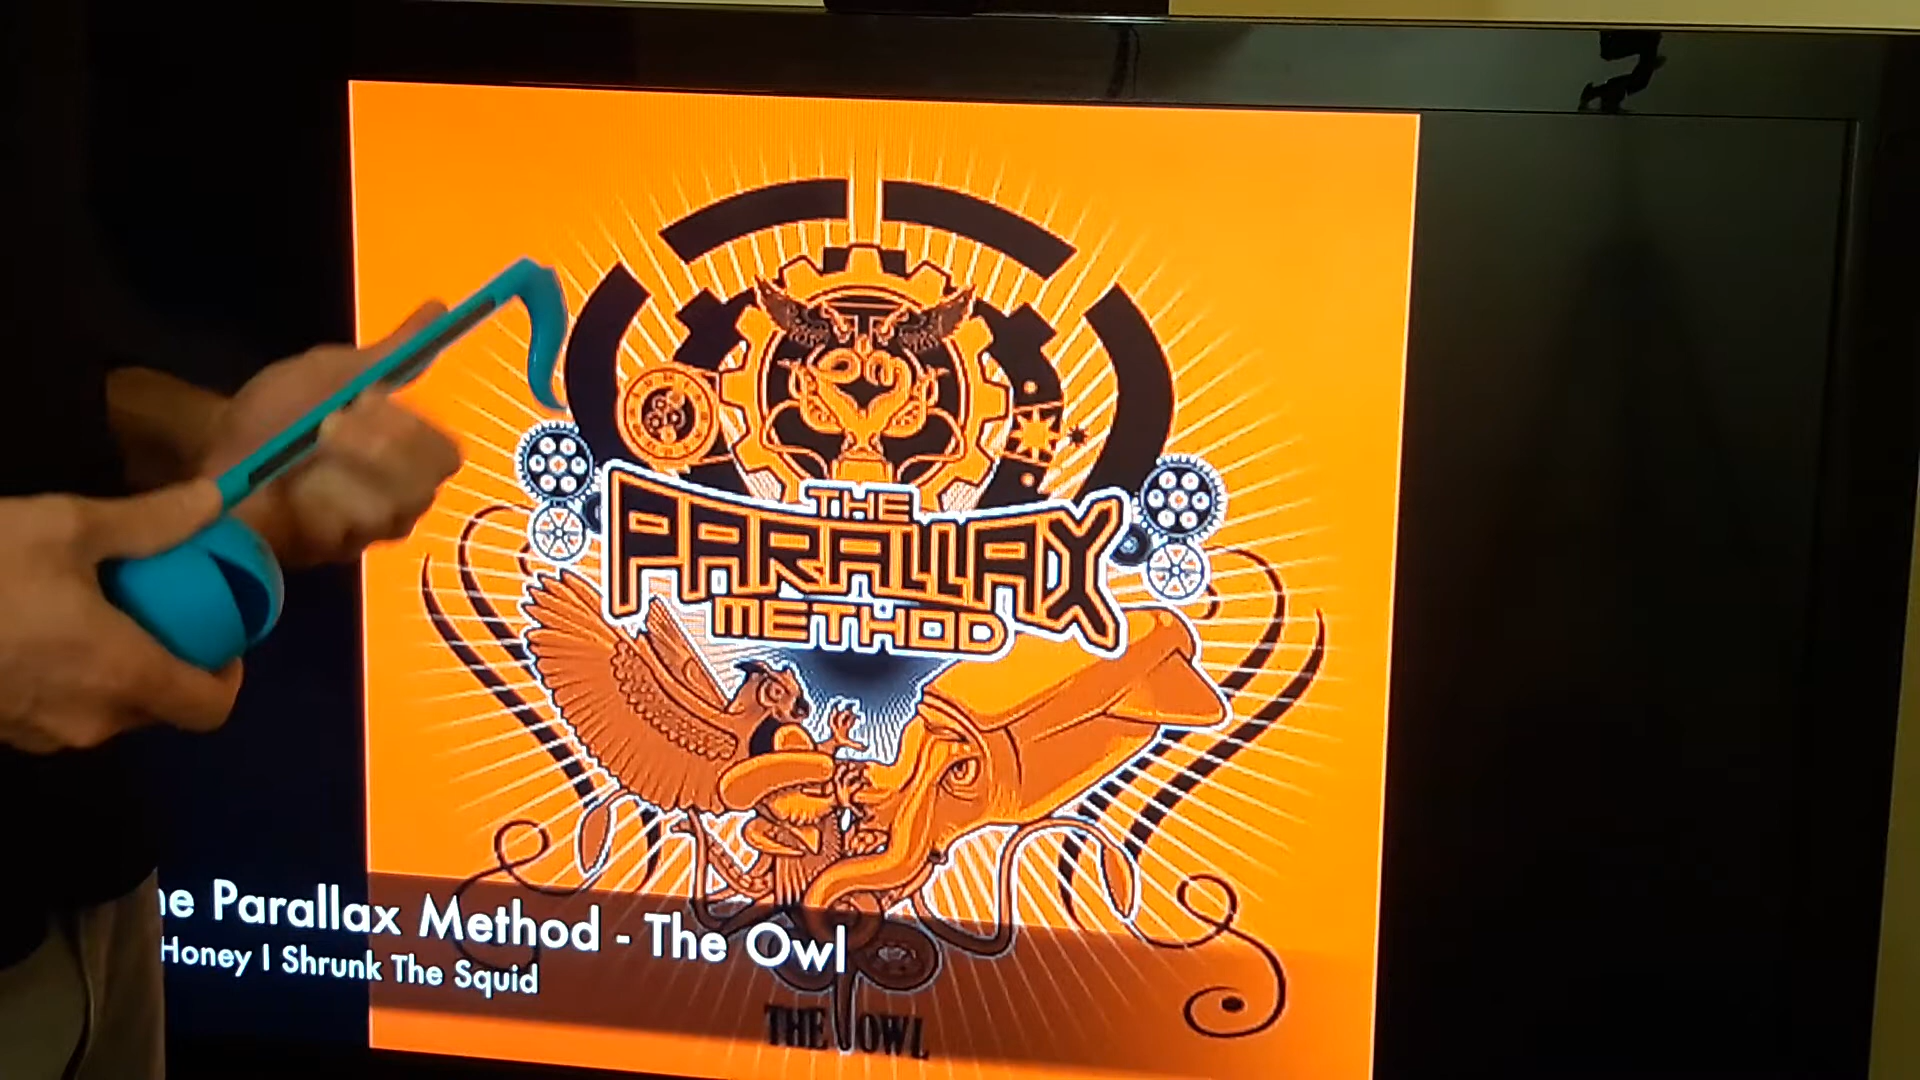 THE
PARALLAX
METHOD
he Parallax Method - The Owl
Honey I Shrunk The Squid
THE OWL